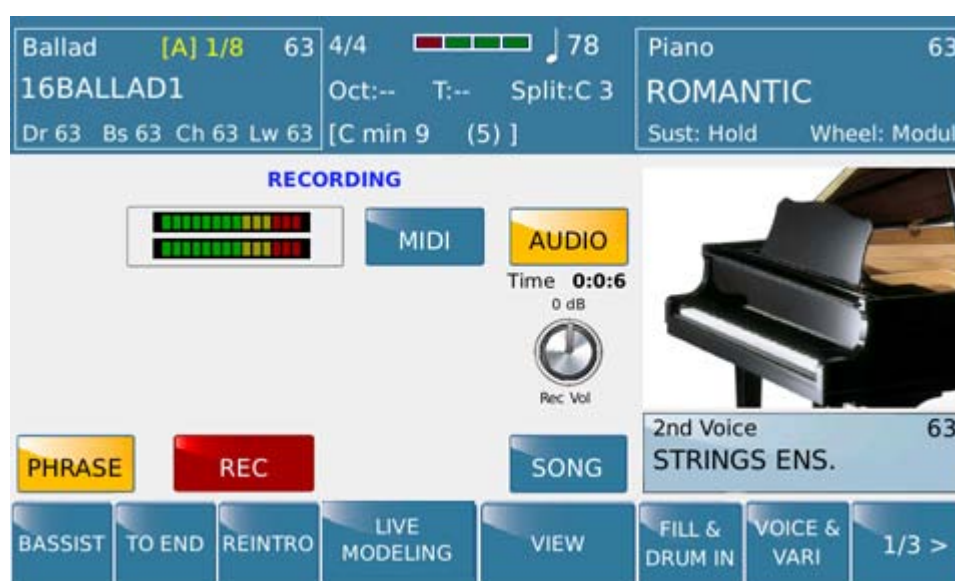 Ballad [A] 1/8 63
16BALLAD1
Dr 63 Bs 63 Ch 63 Lw 63
4/4 78
Oct:-- T:-- Split:C 3
[C min 9 (5) ]
Piano 63
ROMANTIC
Sust: Hold Wheel: Modul
RECORDING
MIDI
AUDIO
Time 0:0:6
0 dB
Rec Vol
2nd Voice 63
STRINGS ENS.
PHRASE
REC
SONG
BASSIST
TO END
REINTRO
LIVE
MODELING
VIEW
FILL &
DRUM IN
VOICE &
VARI
1/3 >